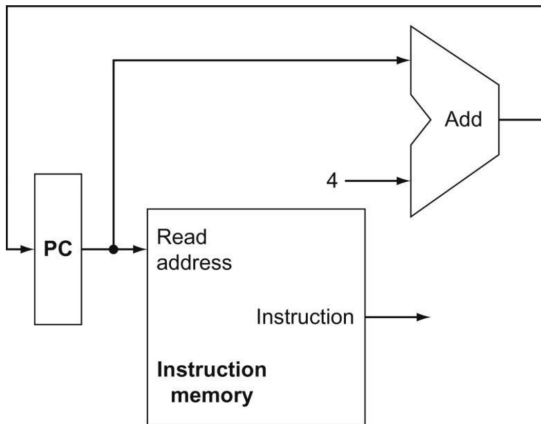 Add
4
PC
Read
address
Instruction
Instruction
memory